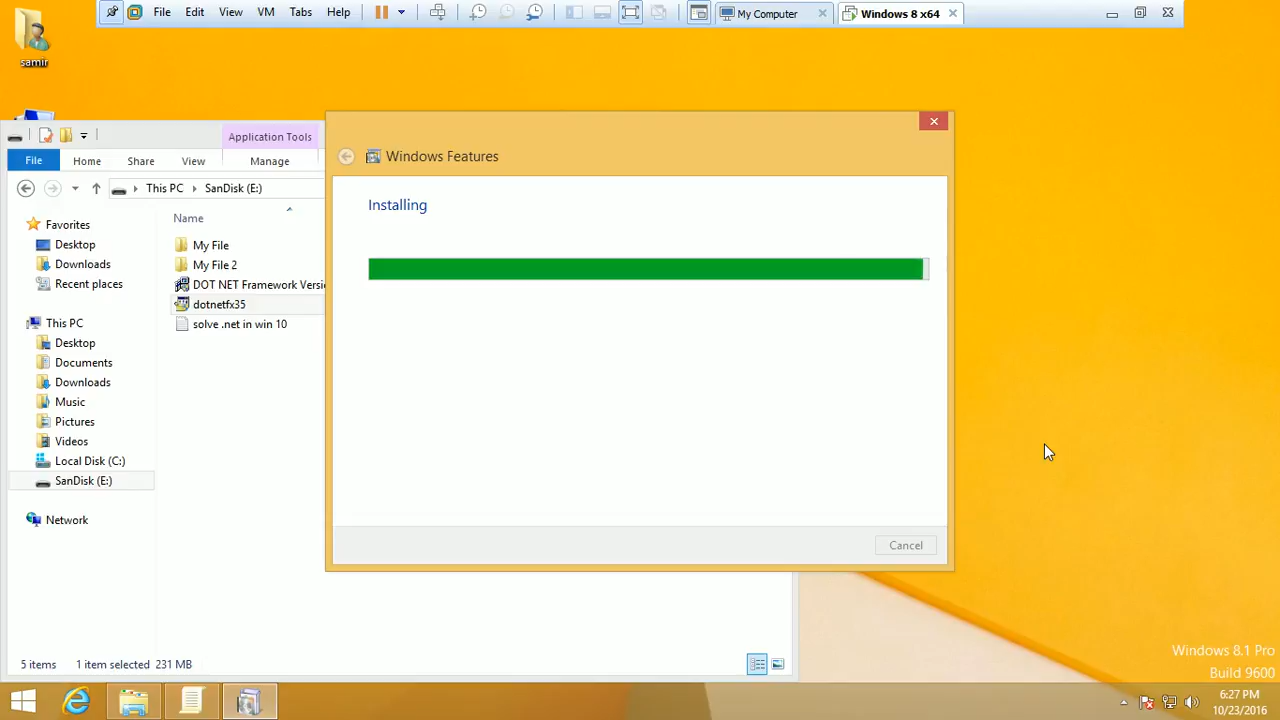 File Edit View VM Tabs Help My Computer Windows 8 x64
samir
Application Tools
File Home Share View Manage
This PC SanDisk (E:)
Name
Favorites
Desktop
Downloads
Recent places
This PC
Desktop
Documents
Downloads
Music
Pictures
Videos
Local Disk (C:)
SanDisk (E:)
Network
My File
My File 2
DOT NET Framework Versi
dotnetfx35
solve .net in win 10
5 items 1 item selected 231 MB
Windows Features
Installing
Cancel
Windows 8.1 Pro
Build 9600
6:27 PM
10/23/2016